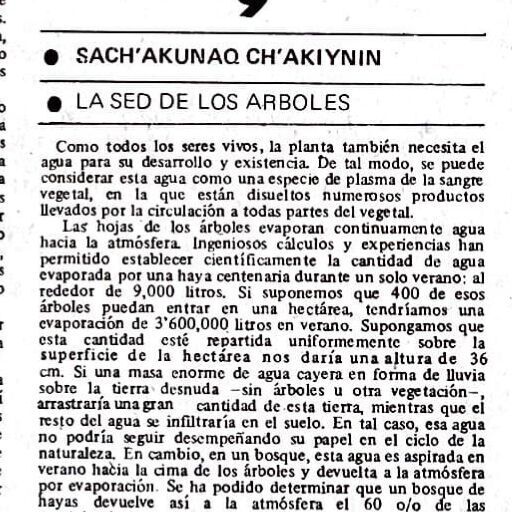 ● SACH'AKUNAQ CH'AKIYNIN
● LA SED DE LOS ARBOLES
Como todos los seres vivos, la planta también necesita el
agua para su desarrollo y existencia. De tal modo, se puede
considerar esta agua como una especie de plasma de la sangre
vegetal, en la que están disueltos numerosos productos
llevados por la circulación a todas partes del vegetal.
Las hojas de los árboles evaporan continuamente agua
hacia la atmósfera. Ingeniosos cálculos y experiencias han
permitido establecer científicamente la cantidad de agua
evaporada por una haya centenaria durante un solo verano: al
rededor de 9,000 litros. Si suponemos que 400 de esos
árboles puedan entrar en una hectárea, tendríamos una
evaporación de 3'600,000 litros en verano. Supongamos que
esta cantidad esté repartida uniformemente sobre la
superficie de la hectárea nos daría una altura de 36
cm. Si una masa enorme de agua cayera en forma de lluvia
sobre la tierra desnuda -sin árboles u otra vegetación-,
arrastraría una gran cantidad de esta tierra, mientras que el
resto del agua se infiltraría en el suelo. En tal caso, esa agua
no podría seguir desempeñando su papel en el ciclo de la
naturaleza. En cambio, en un bosque, esta agua es aspirada en
verano hacia la cima de los árboles y devuelta a la atmósfera
por evaporación. Se ha podido determinar que un bosque de
hayas devuelve así a la atmósfera el 60 o/o de las